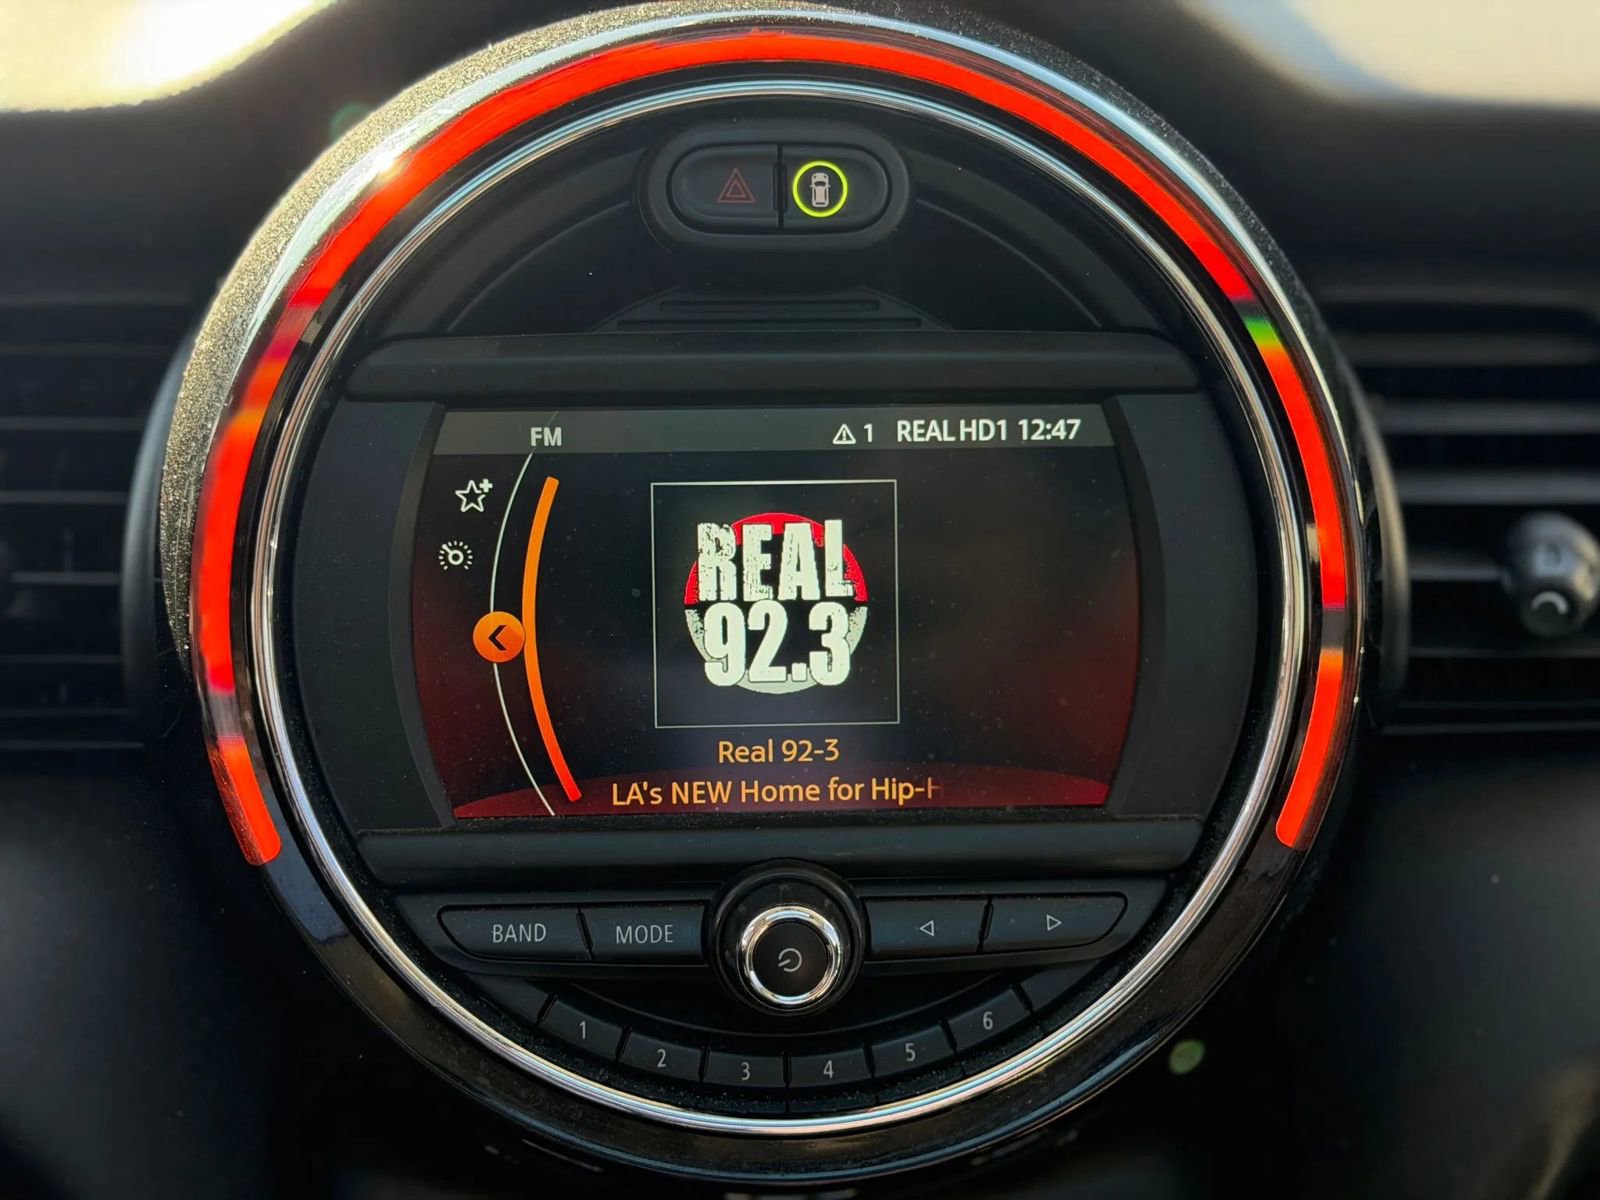 FM
1 REAL HD1 12:47
REAL
92.3
Real 92-3
LA's NEW Home for Hip-H
BAND MODE
1 2 3 4 5 6